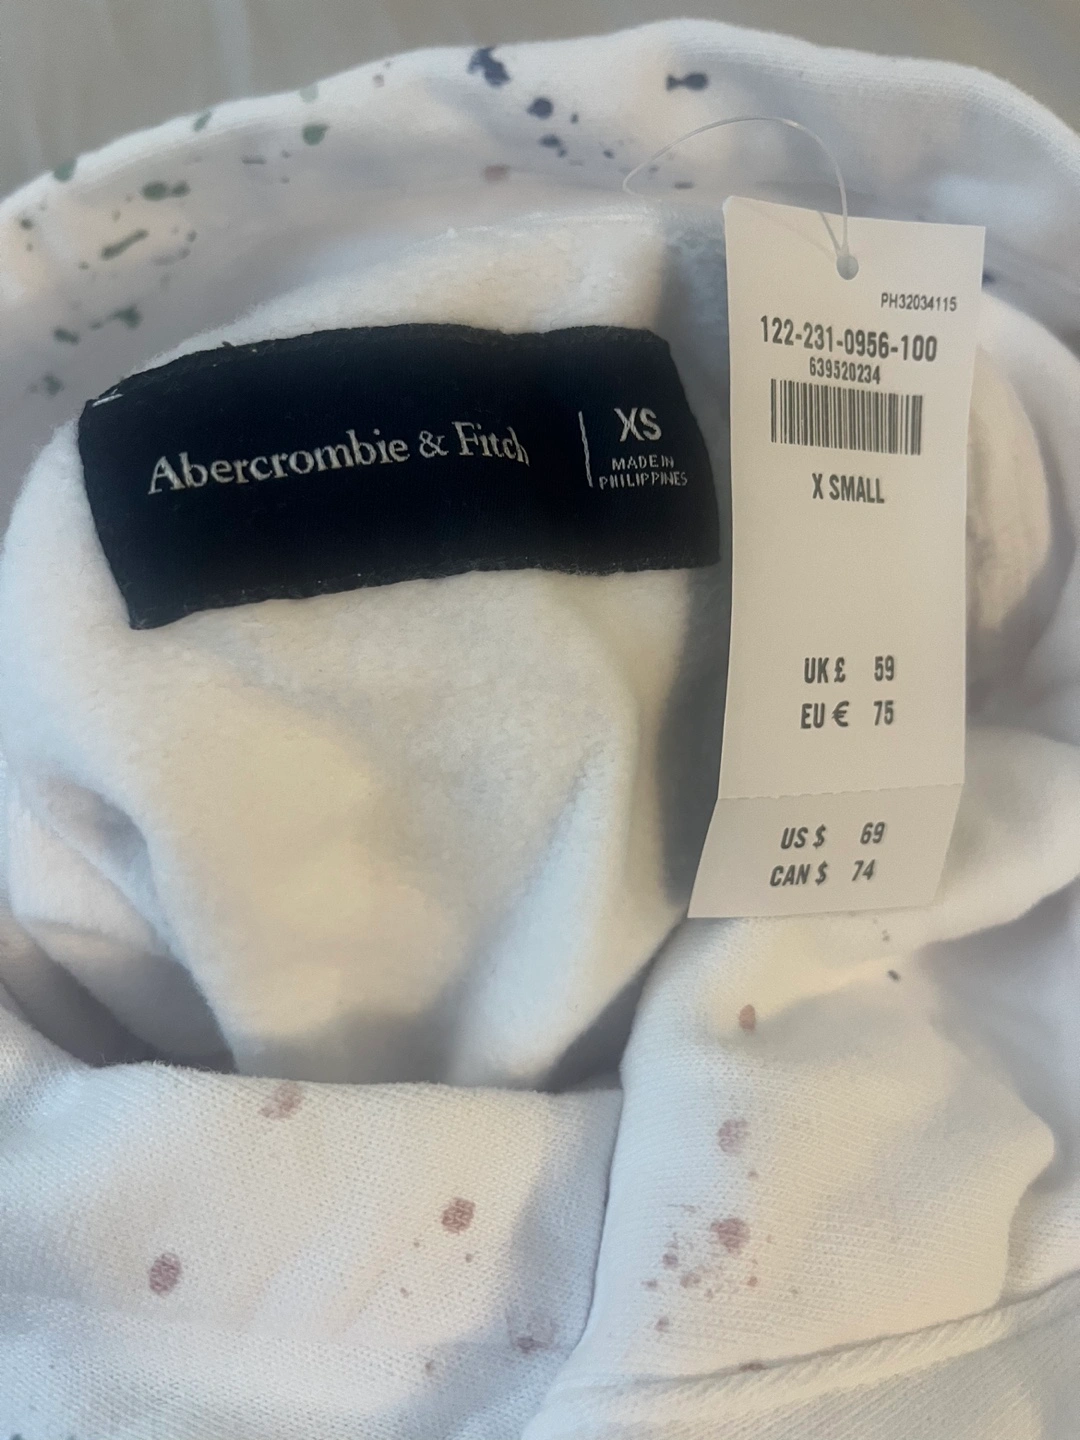 Abercrombie & Fitch
XS
MADE IN
PHILIPPINES
PH32034115
122-231-0956-100
639520234
X SMALL
UK £ 59
EU € 75
US $ 69
CAN $ 74